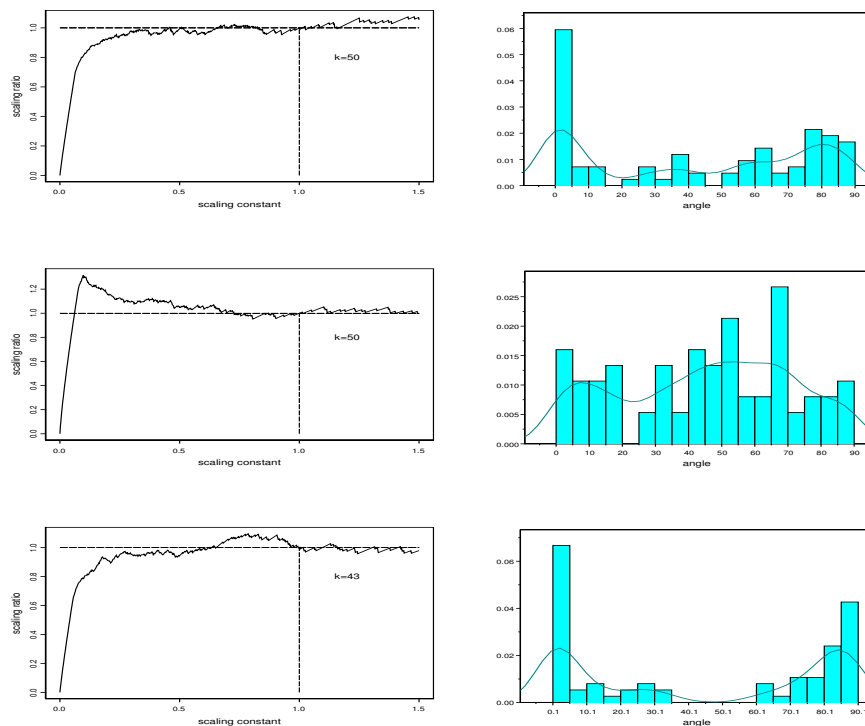 scaling ratio
0.0 0.2 0.4 0.6 0.8 1.0
k=50
0.0 0.5 1.0 1.5
scaling constant
0.06
0.05
0.04
0.03
0.02
0.01
0.00
0 10 20 30 40 50 60 70 80 90
angle
scaling ratio
0.0 0.2 0.4 0.6 0.8 1.0 1.2
k=50
0.0 0.5 1.0 1.5
scaling constant
0.025
0.020
0.015
0.010
0.005
0.000
0 10 20 30 40 50 60 70 80 90
angle
scaling ratio
0.0 0.2 0.4 0.6 0.8 1.0
k=43
0.0 0.5 1.0 1.5
scaling constant
0.06
0.04
0.02
0.00
0.1 10.1 20.1 30.1 40.1 50.1 60.1 70.1 80.1 90.
angle